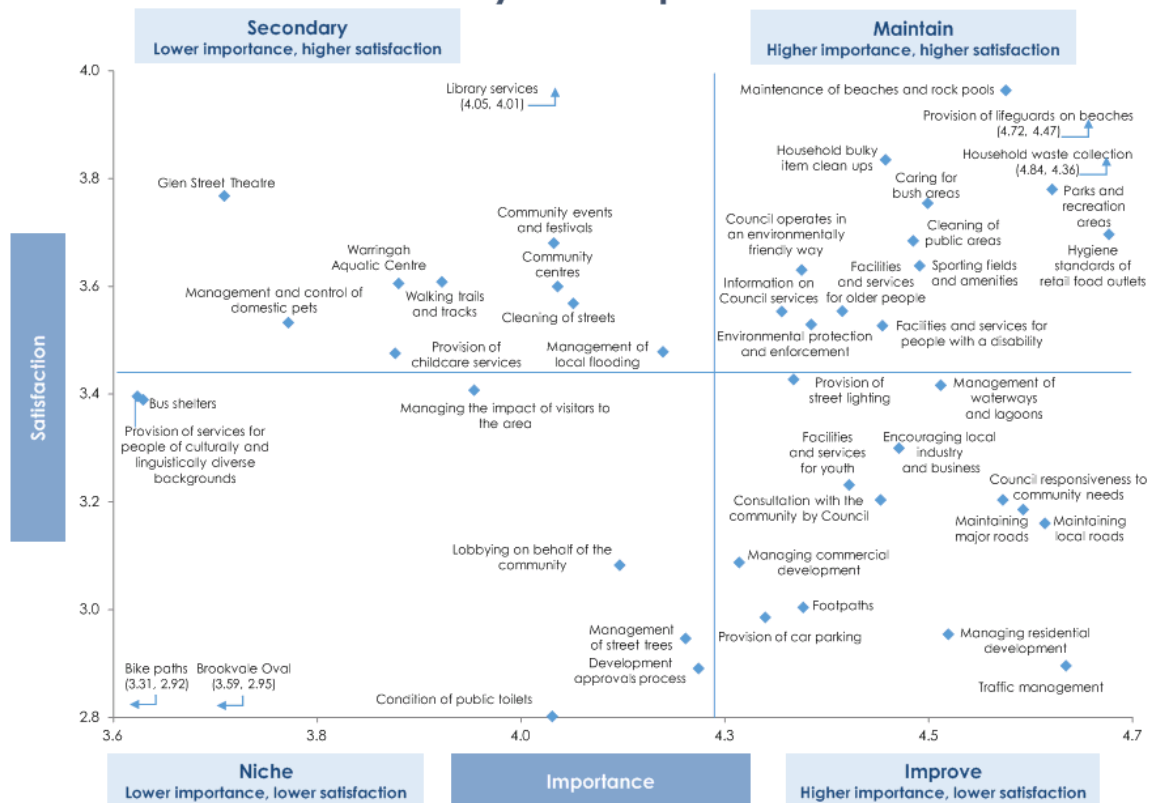 Secondary
Lower importance, higher satisfaction
Maintain
Higher importance, higher satisfaction
4.0
Library services
(4.05, 4.01)
Maintenance of beaches and rock pools
Provision of lifeguards on beaches
(4.72, 4.47)
Household bulky
item clean ups
Household waste collection
(4.84, 4.36)
3.8
Glen Street Theatre
Caring for
bush areas
Parks and
recreation
areas
Community events
and festivals
Council operates in
an environmentally
friendly way
Cleaning of
public areas
Hygiene
standards of
retail food outlets
Warringah
Aquatic Centre
Community
centres
Facilities
and services
for older people
Sporting fields
and amenities
3.6
Management and control of
domestic pets
Walking trails
and tracks
Information on
Council services
Cleaning of streets
Environmental protection
and enforcement
Facilities and services for
people with a disability
Provision of
childcare services
Management of
local flooding
Satisfaction
3.4
Bus shelters
Managing the impact of visitors to
the area
Provision of
street lighting
Management of
waterways
and lagoons
Provision of services for
people of culturally and
linguistically diverse
backgrounds
Facilities
and services
for youth
Encouraging local
industry
and business
3.2
Consultation with the
community by Council
Council responsiveness to
community needs
Maintaining
major roads
Maintaining
local roads
Lobbying on behalf of the
community
Managing commercial
development
3.0
Footpaths
Provision of car parking
Management
of street trees
Managing residential
development
Development
approvals process
Traffic management
Bike paths
(3.31, 2.92)
Brookvale Oval
(3.59, 2.95)
Condition of public toilets
2.8
3.6
3.8
4.0
4.3
4.5
4.7
Niche
Lower importance, lower satisfaction
Importance
Improve
Higher importance, lower satisfaction